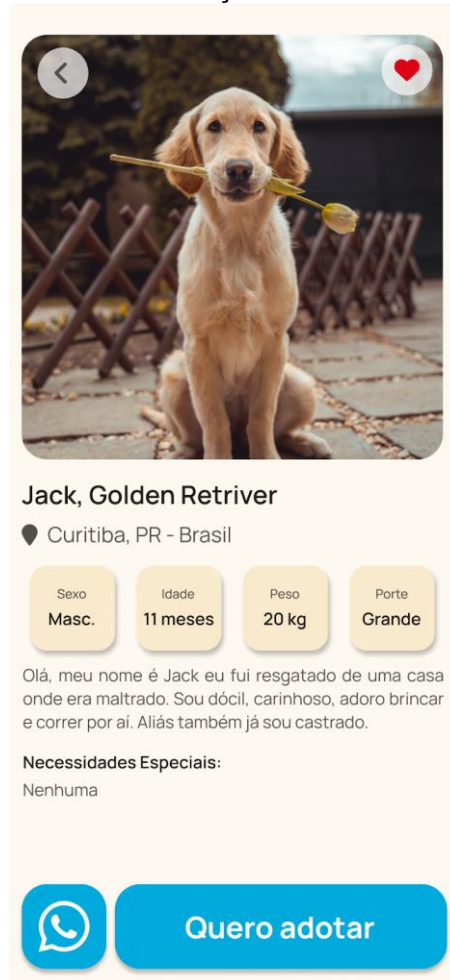 Jack, Golden Retriver
Curitiba, PR - Brasil
Sexo
Masc.
Idade
11 meses
Peso
20 kg
Porte
Grande
Olá, meu nome é Jack eu fui resgatado de uma casa
onde era maltrado. Sou dócil, carinhoso, adoro brincar
e correr por aí. Aliás também já sou castrado.
Necessidades Especiais:
Nenhuma
Quero adotar